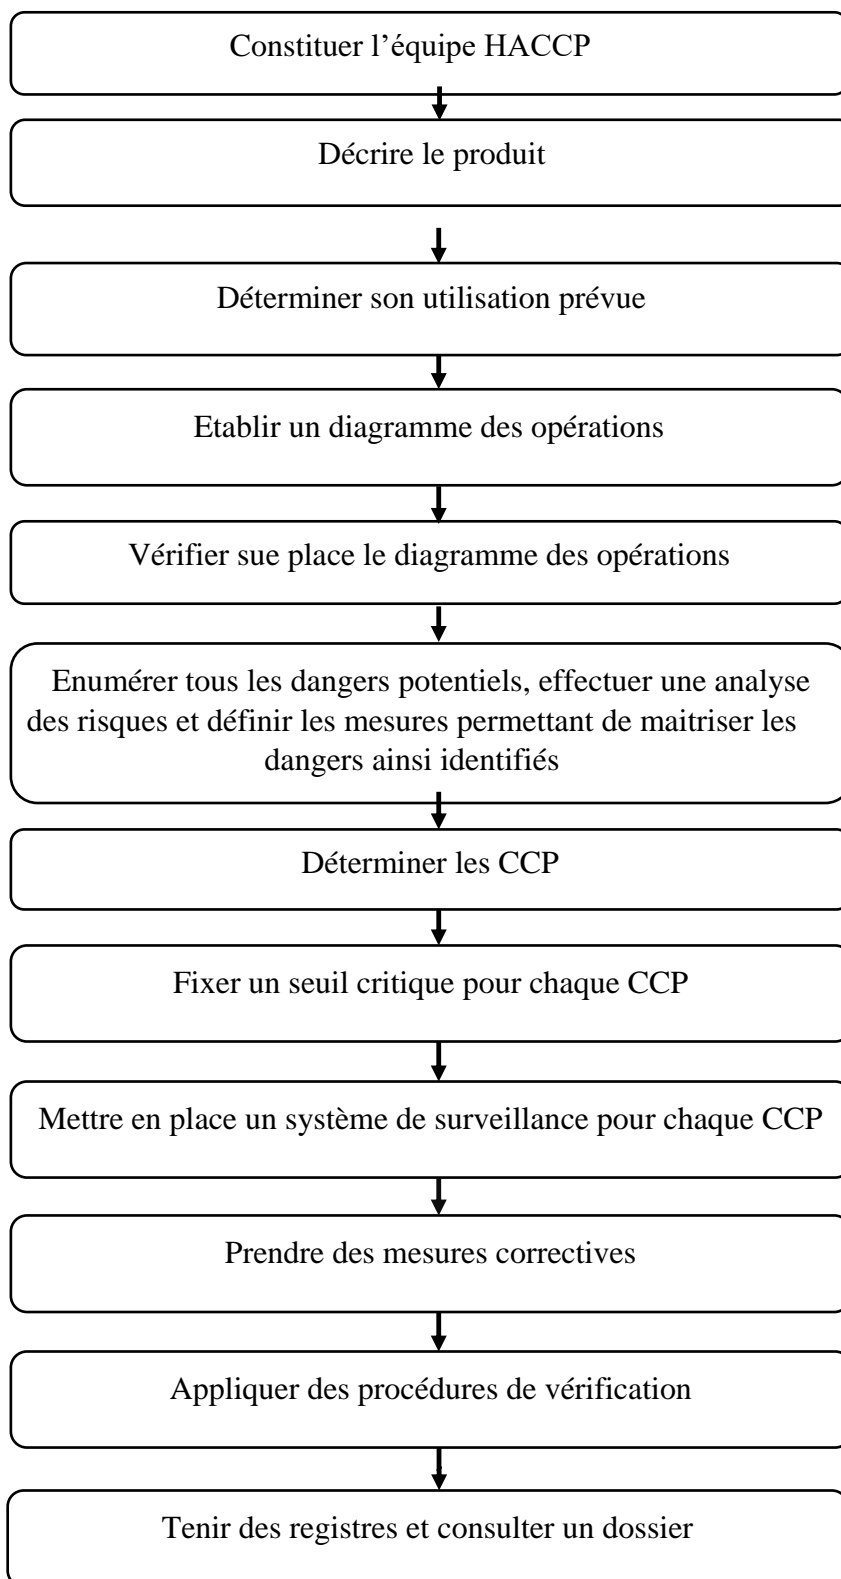 Constituer l’équipe HACCP
Décrire le produit
Déterminer son utilisation prévue
Etablir un diagramme des opérations
Vérifier sue place le diagramme des opérations
Enumérer tous les dangers potentiels, effectuer une analyse
des risques et définir les mesures permettant de maitriser les
dangers ainsi identifiés
Déterminer les CCP
Fixer un seuil critique pour chaque CCP
Mettre en place un système de surveillance pour chaque CCP
Prendre des mesures correctives
Appliquer des procédures de vérification
Tenir des registres et consulter un dossier